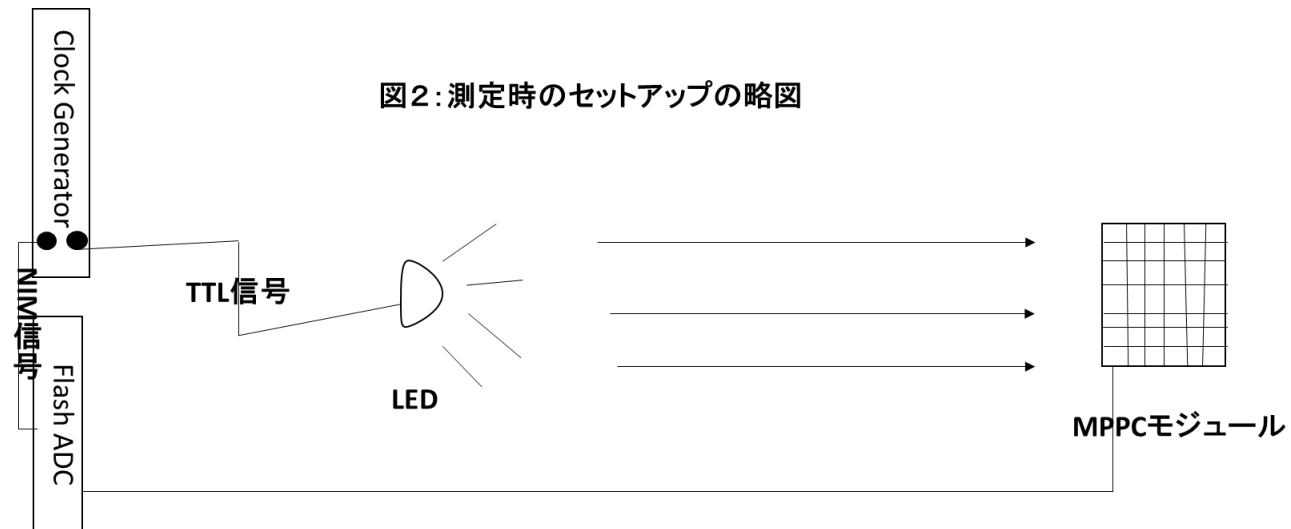 Clock Generator
図2:測定時のセットアップの略図
NIM信号
TTL信号
LED
Flash ADC
MPPCモジュール